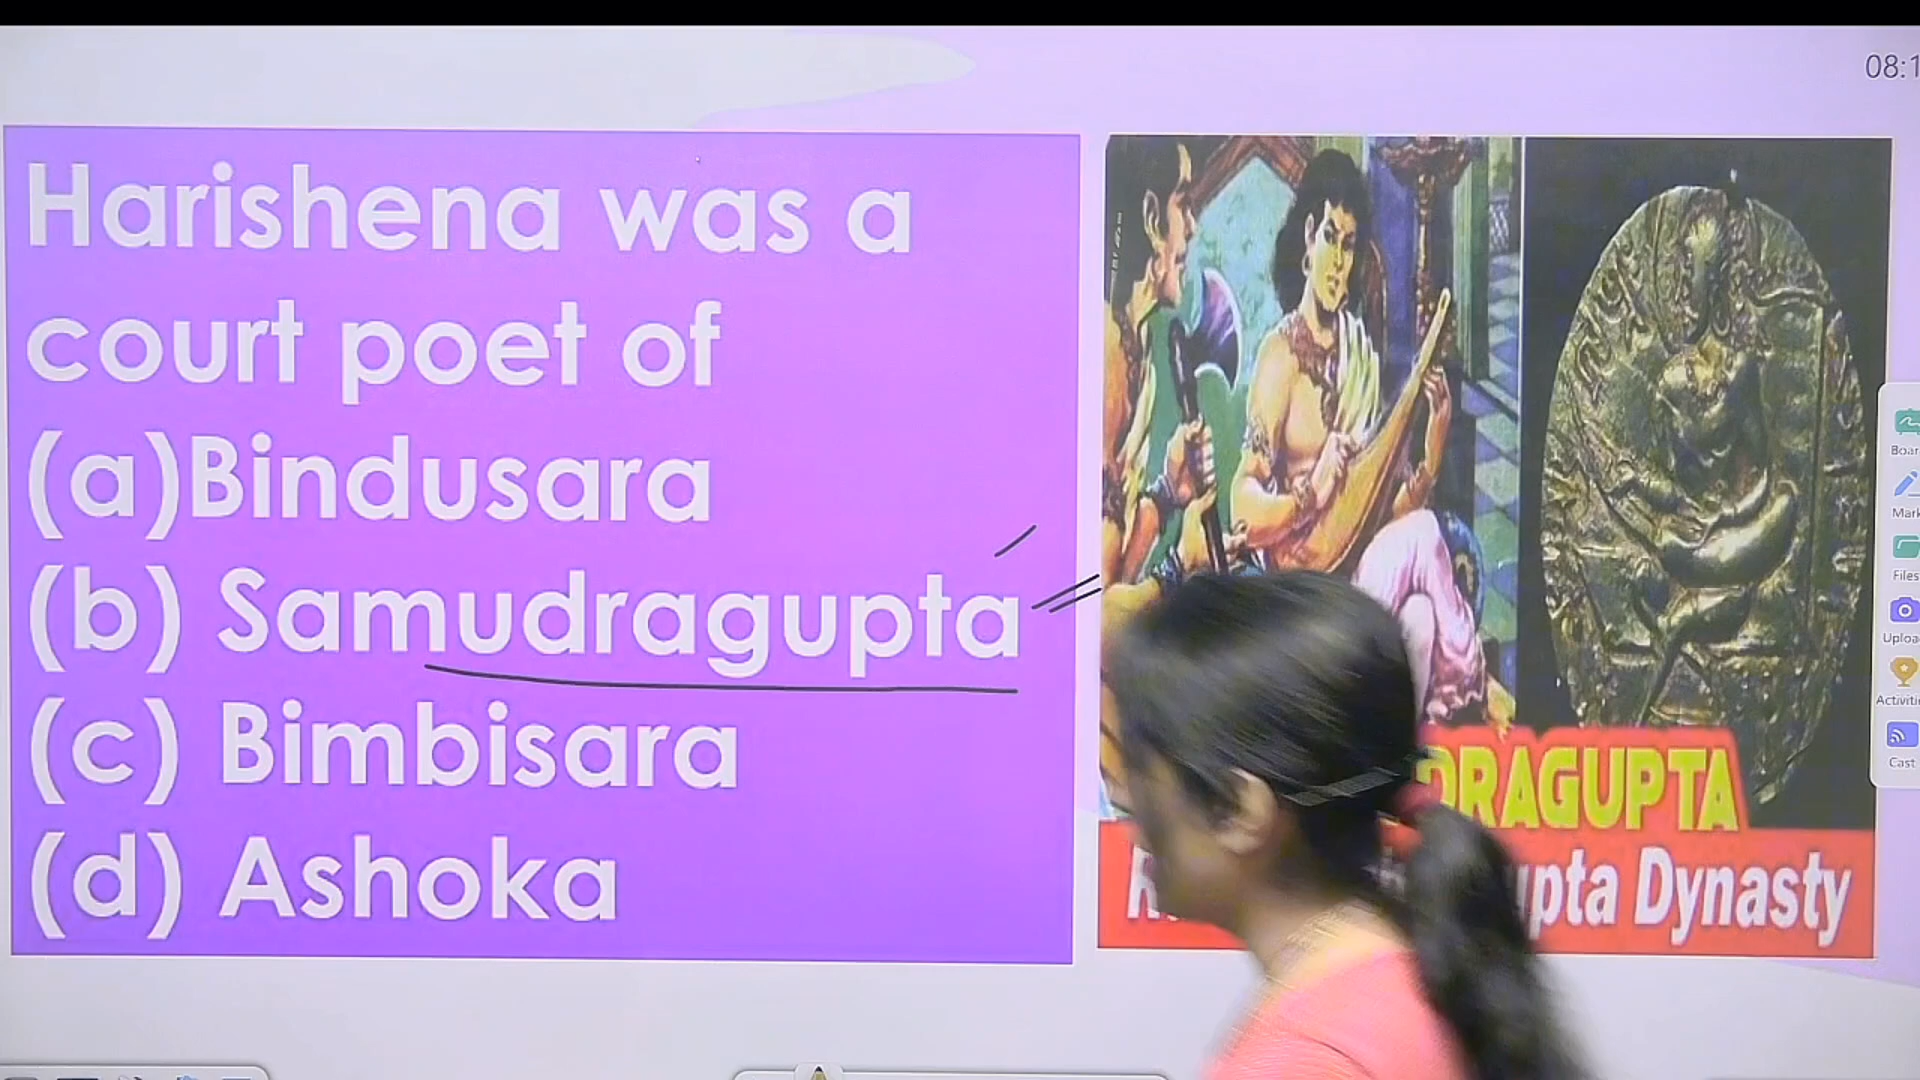 08:1
Harishena was a
court poet of
(a)Bindusara
(b) Samudragupta
(c) Bimbisara
(d) Ashoka
DRAGUPTA
upta Dynasty
Boar
Mark
Files
Uploa
Activiti
Cast